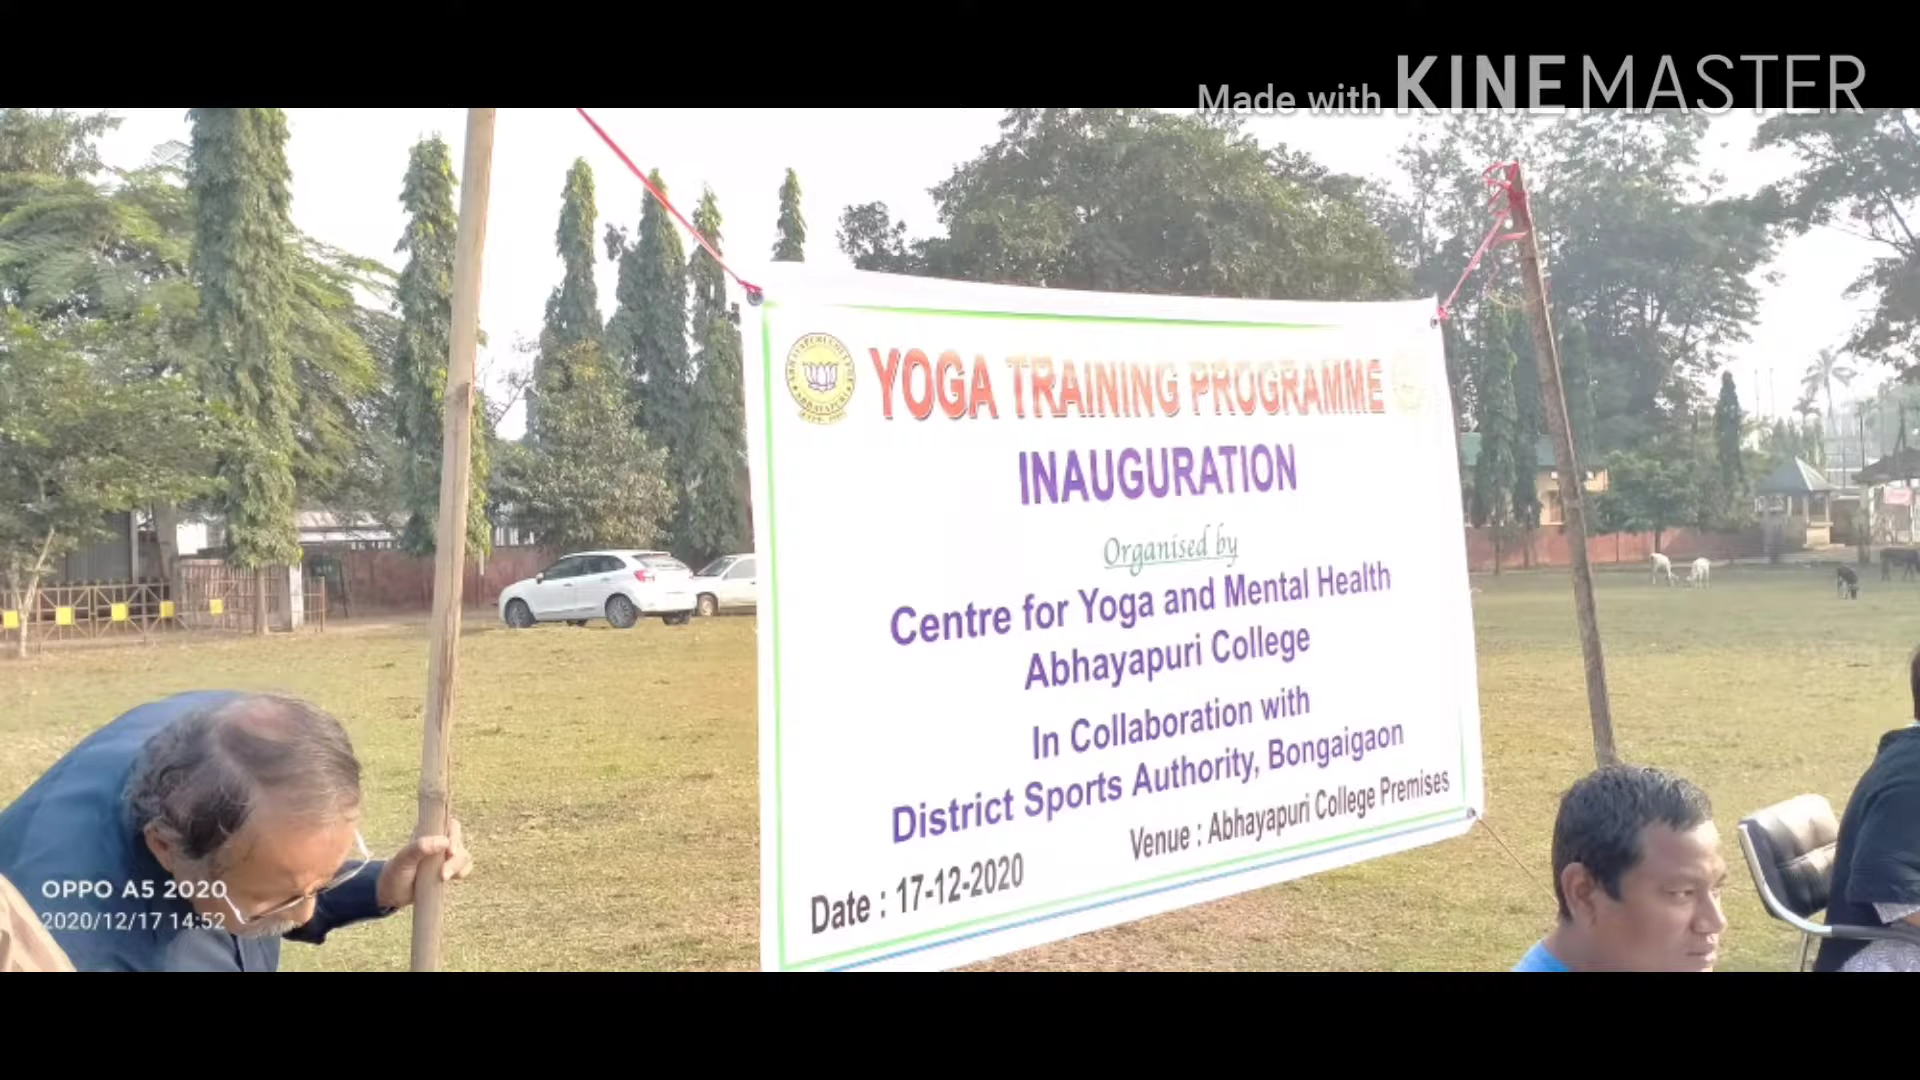 Made with KINEMASTER
YOGA TRAINING PROGRAMME
INAUGURATION
Organised by
Centre for Yoga and Mental Health
Abhayapuri College
In Collaboration with
District Sports Authority, Bongaigaon
Venue : Abhayapuri College Premises
Date : 17-12-2020
OPPO A5 2020
2020/12/17 14:52